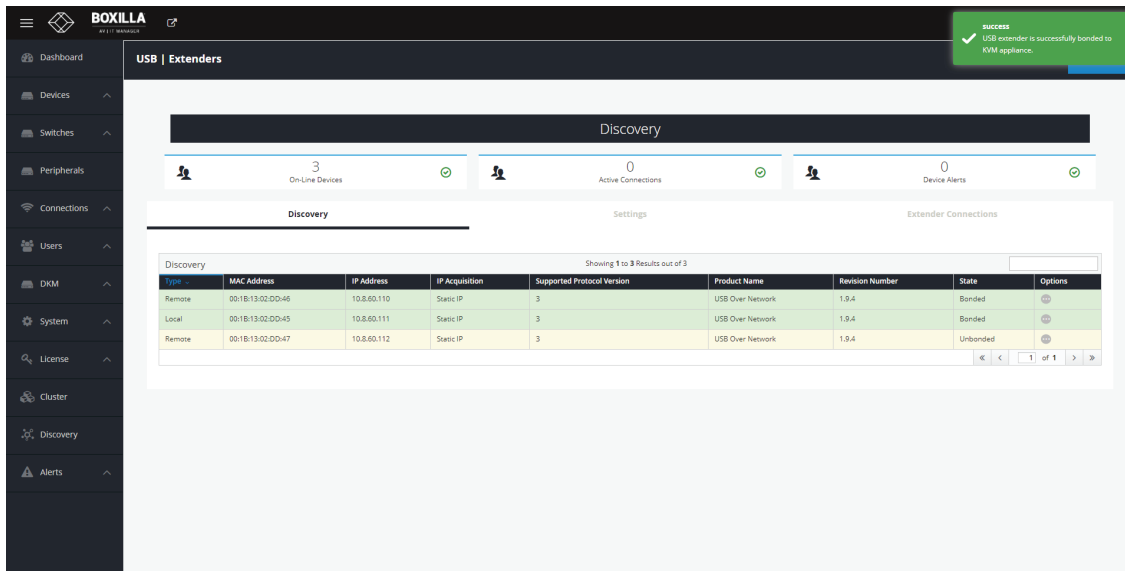 BOXILLA
AV | IT MANAGER
success
USB extender is successfully bonded to
KVM appliance.
Dashboard
Devices
Switches
Peripherals
Connections
Users
DKM
System
License
Cluster
Discovery
Alerts
USB | Extenders
Discovery
3
On-Line Devices
0
Active Connections
0
Device Alerts
Discovery Settings Extender Connections
Discovery Showing 1 to 3 Results out of 3
Type MAC Address IP Address IP Acquisition Supported Protocol Version Product Name Revision Number State Options
Remote 00:1B:13:02:DD:46 10.8.60.110 Static IP 3 USB Over Network 1.9.4 Bonded
Local 00:1B:13:02:DD:45 10.8.60.111 Static IP 3 USB Over Network 1.9.4 Bonded
Remote 00:1B:13:02:DD:47 10.8.60.112 Static IP 3 USB Over Network 1.9.4 Unbonded
« < 1 of 1 > »